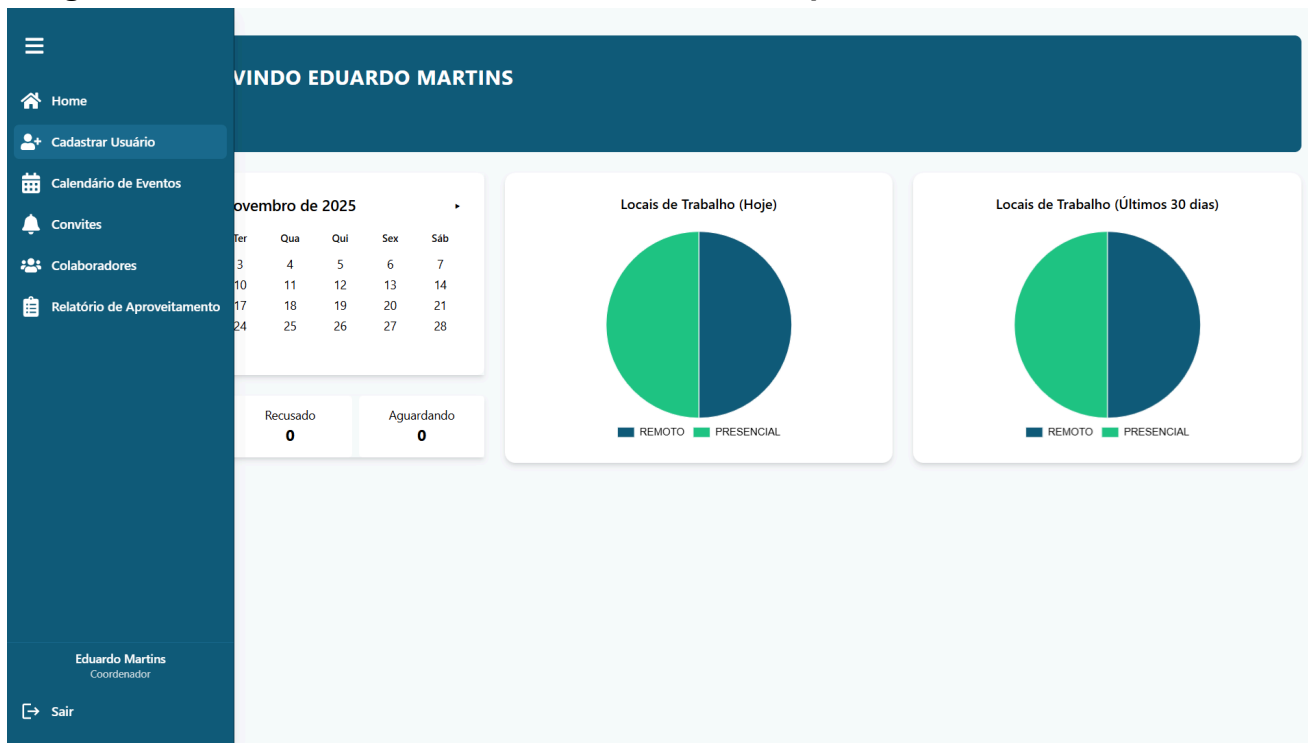 Home
Cadastrar Usuário
Calendário de Eventos
Convites
Colaboradores
Relatório de Aproveitamento
Eduardo Martins
Coordenador
Sair
VINDO EDUARDO MARTINS
ovembro de 2025
Ter Qua Qui Sex Sáb
3 4 5 6 7
10 11 12 13 14
17 18 19 20 21
24 25 26 27 28
Recusado Aguardando
0 0
Locais de Trabalho (Hoje)
REMOTO PRESENCIAL
Locais de Trabalho (Últimos 30 dias)
REMOTO PRESENCIAL